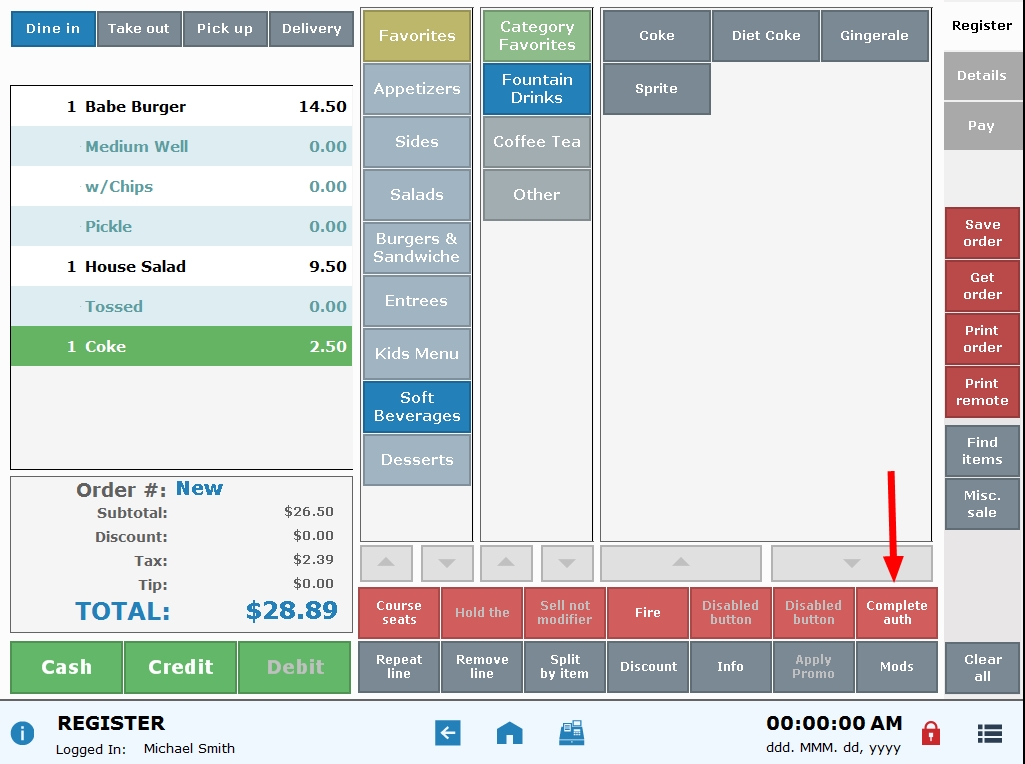 Dine in Take out Pick up Delivery
1 Babe Burger 14.50
Medium Well 0.00
w/Chips 0.00
Pickle 0.00
1 House Salad 9.50
Tossed 0.00
1 Coke 2.50
Order #: New
Subtotal: $26.50
Discount: $0.00
Tax: $2.39
Tip: $0.00
TOTAL: $28.89
Cash Credit Debit
Favorites
Appetizers
Sides
Salads
Burgers &
Sandwiche
Entrees
Kids Menu
Soft
Beverages
Desserts
Category
Favorites
Fountain
Drinks
Coffee Tea
Other
Coke Diet Coke Gingerale
Sprite
Register
Details
Pay
Save
order
Get
order
Print
order
Print
remote
Find
items
Misc.
sale
Course
seats
Hold the
Sell not
modifier
Fire
Disabled
button
Disabled
button
Complete
auth
Repeat
line
Remove
line
Split
by item
Discount
Info
Apply
Promo
Mods
Clear
all
REGISTER
Logged In: Michael Smith
00:00:00 AM
ddd. MMM. dd, yyyy